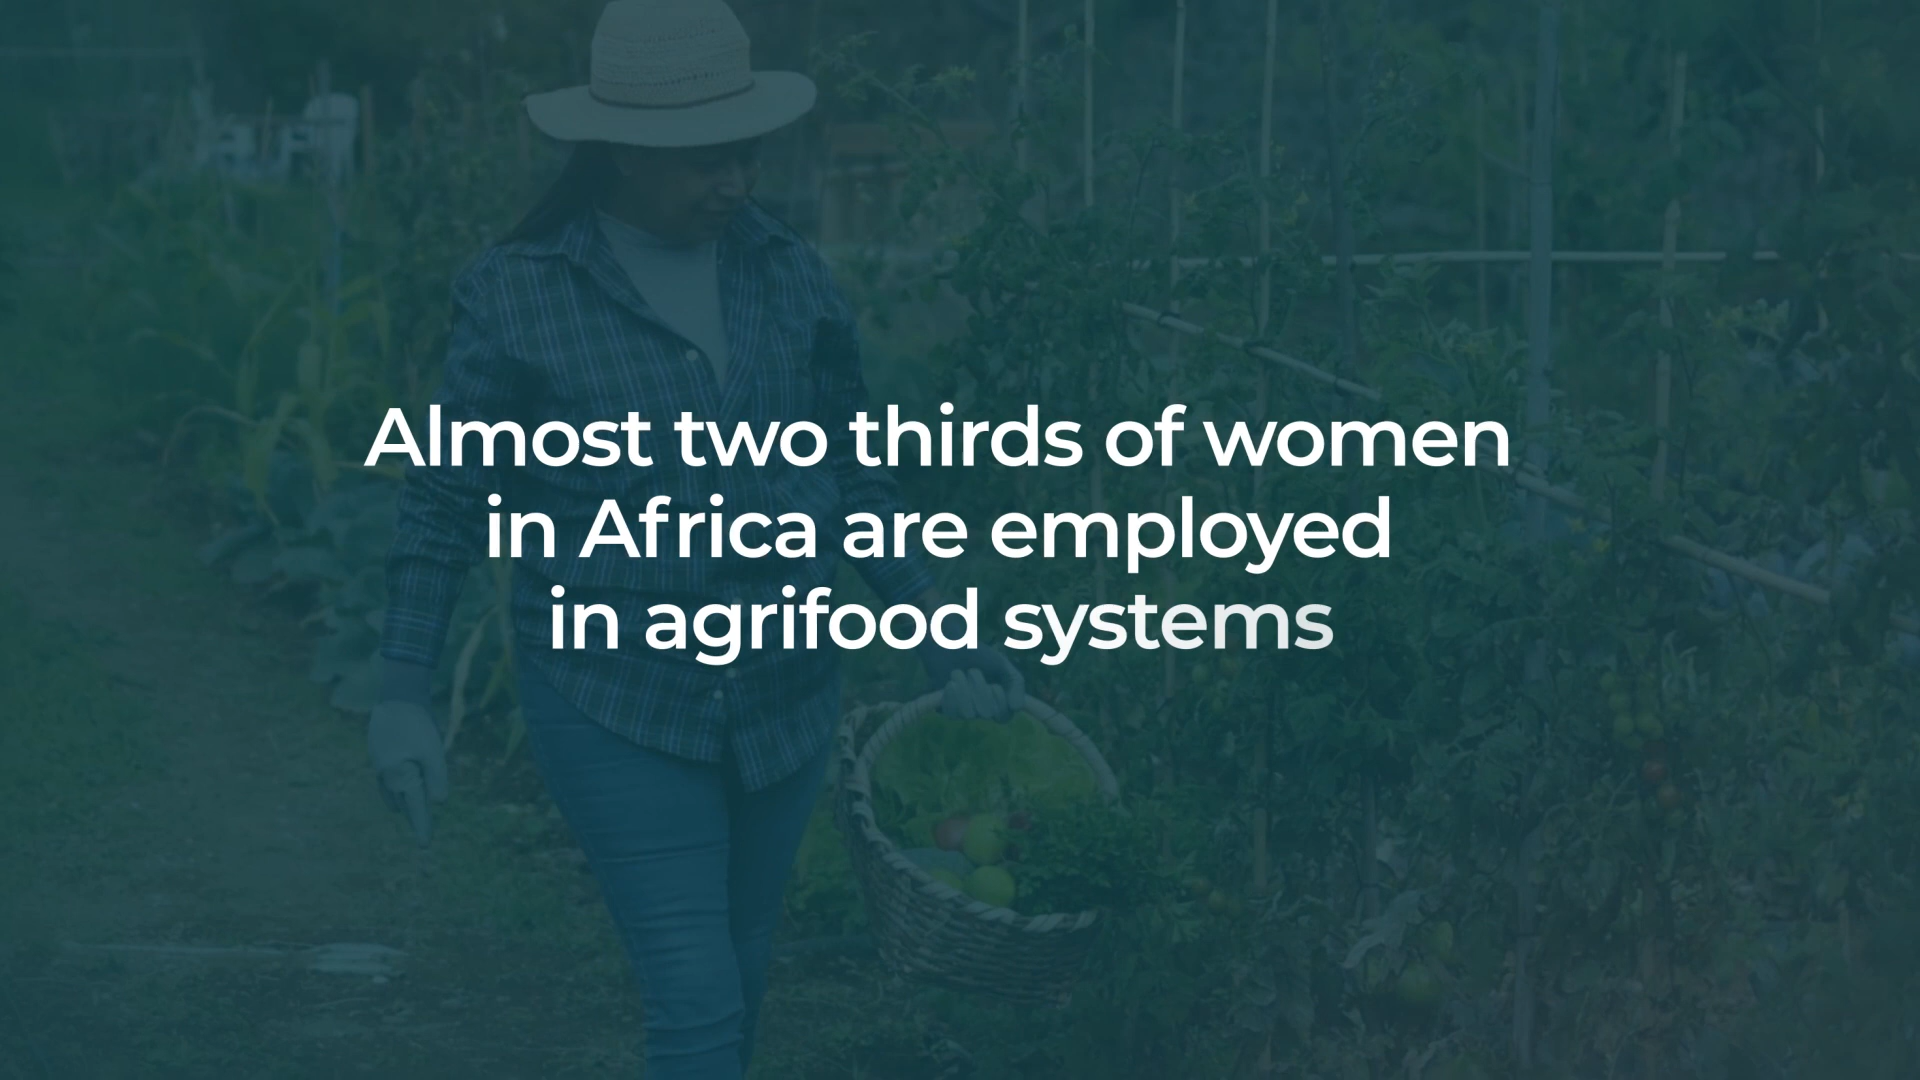 Almost two thirds of women
in Africa are employed
in agrifood systems